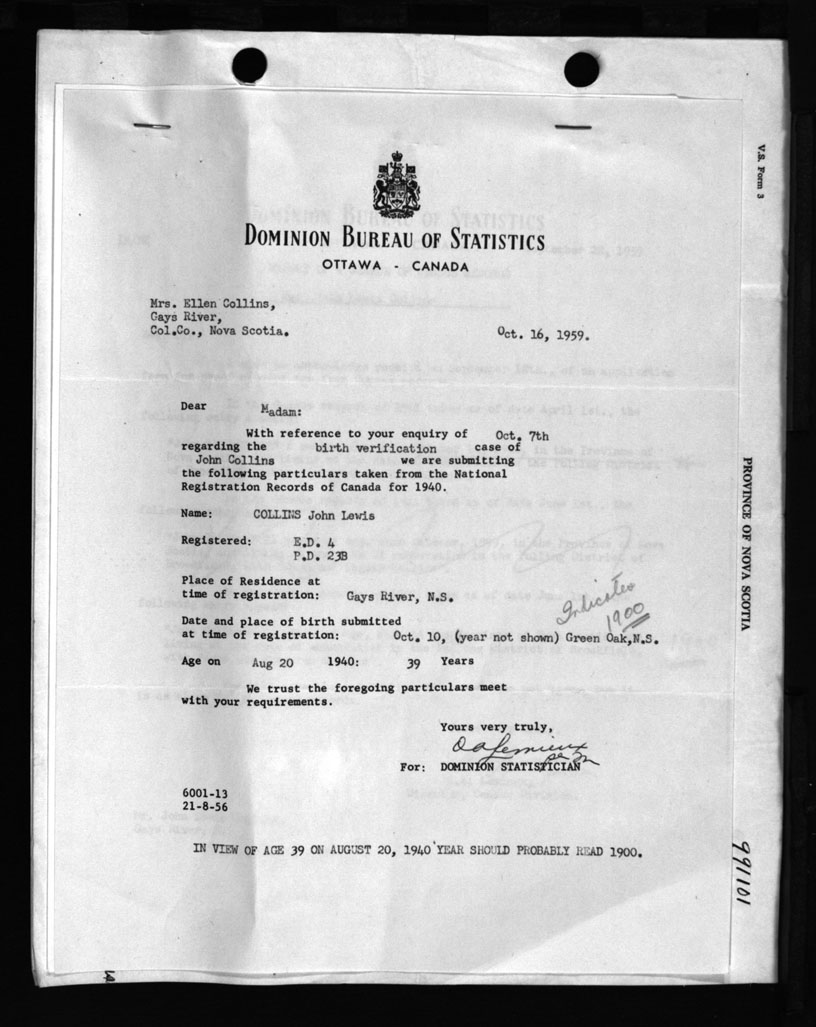 V.S. Form 3
DOMINION BUREAU OF STATISTICS
OTTAWA - CANADA
Mrs. Ellen Collins,
Gays River,
Col.Co., Nova Scotia.
Oct. 16, 1959.
Dear Madam:
With reference to your enquiry of Oct. 7th
regarding the birth verification case of
John Collins we are submitting
the following particulars taken from the National
Registration Records of Canada for 1940.
Name: COLLINS John Lewis
Registered: E.D. 4
P.D. 23B
Place of Residence at
time of registration: Gays River, N.S.
Indicates
1900
Date and place of birth submitted
at time of registration: Oct. 10, (year not shown) Green Oak,N.S.
Age on Aug 20 1940: 39 Years
We trust the foregoing particulars meet
with your requirements.
Yours very truly,
For: DOMINION STATISTICIAN
6001-13
21-8-56
IN VIEW OF AGE 39 ON AUGUST 20, 1940 YEAR SHOULD PROBABLY READ 1900.
PROVINCE OF NOVA SCOTIA
991101